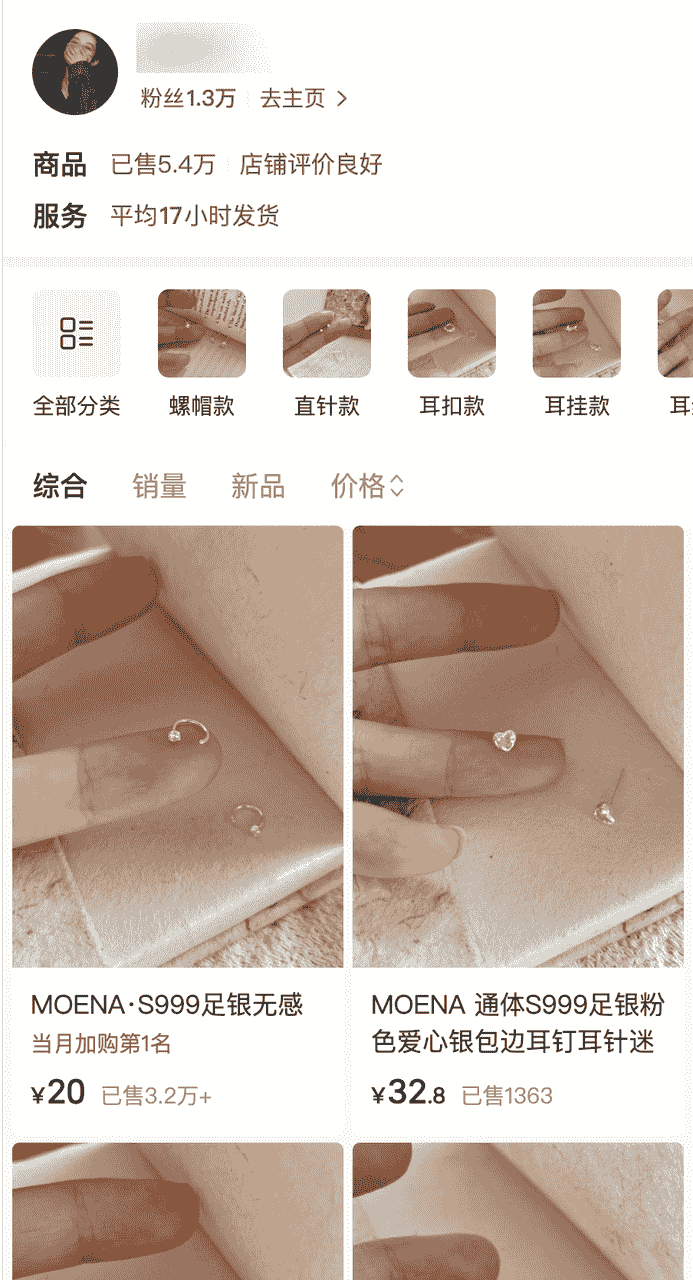 粉丝1.3万 去主页
商品 已售5.4万 店铺评价良好
服务 平均17小时发货
全部分类 螺帽款 直针款 耳扣款 耳挂款 耳
综合 销量 新品 价格
MOENA·S999足银无感
当月加购第1名
¥20 已售3.2万+
MOENA 通体S999足银粉
色爱心银包边耳钉耳针迷
¥32.8 已售1363